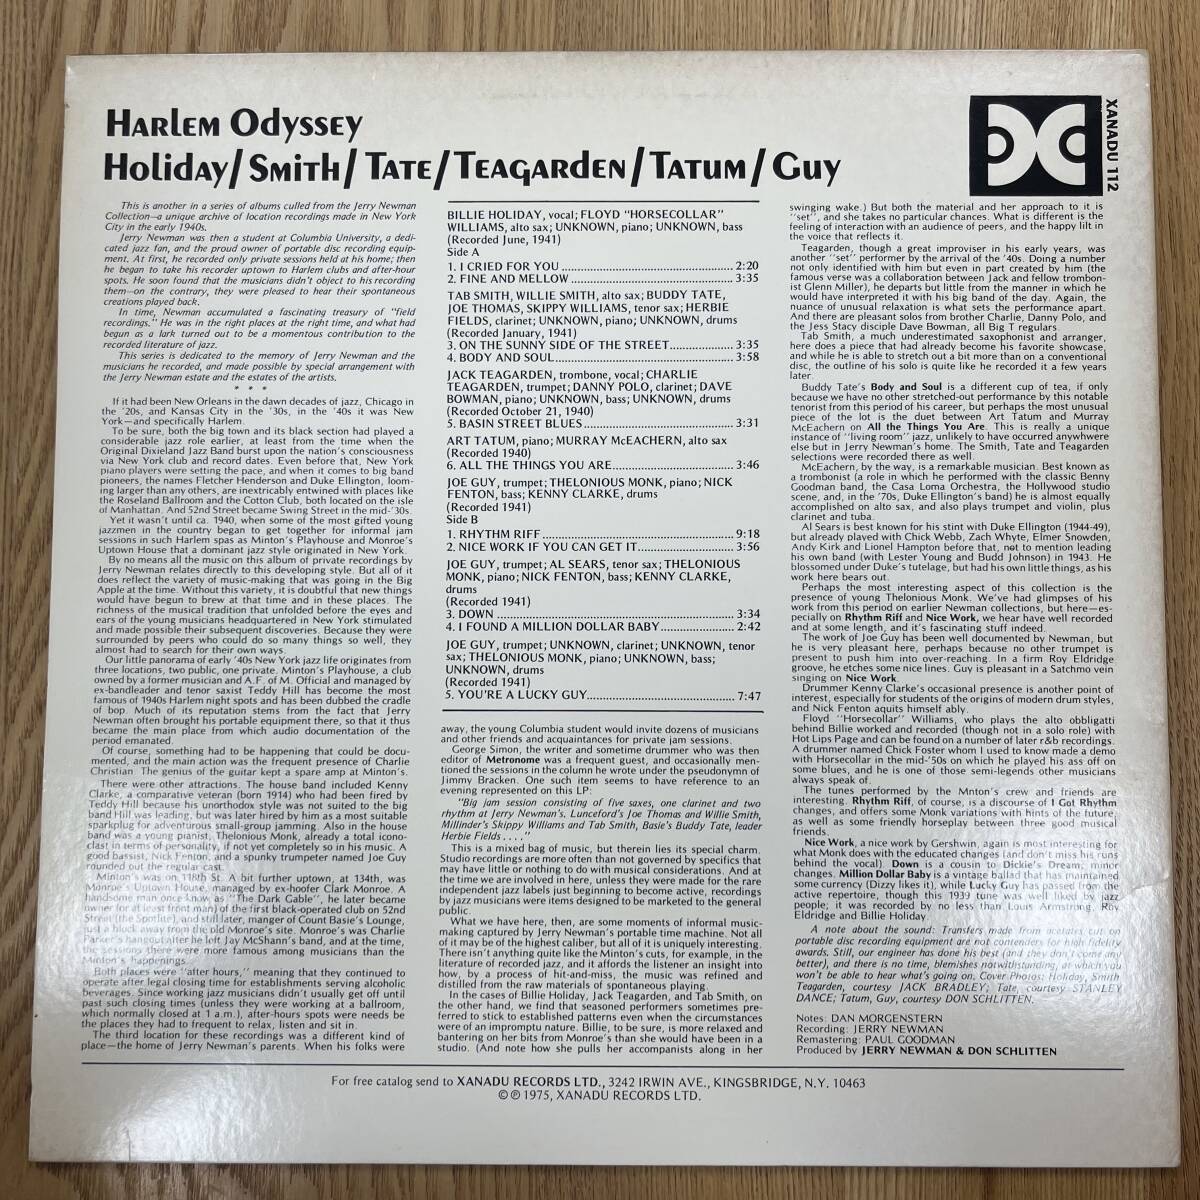 HARLEM ODYSSEY
HOLIDAY/SMITH/TATE/TEAGARDEN/TATUM/GUY
XANADU 112
This is another in a series of albums culled from the Jerry Newman
Collection—a unique archive of location recordings made in New York
City in the early 1940s.
Jerry Newman was then a student at Columbia University, a dedi-
cated jazz fan, and the proud owner of portable disc recording equip-
ment. At first, he recorded only private sessions held at his home; then
he began to take his recorder uptown to Harlem clubs and after-hour
spots. He soon found that the musicians didn't object to his recording
them—on the contrary, they were pleased to hear their spontaneous
creations played back.
In time, Newman accumulated a fascinating treasury of "field
recordings." He was in the right places at the right time, and what had
begun as a lark turned out to be a momentous contribution to the
recorded literature of jazz.
This series is dedicated to the memory of Jerry Newman and the
musicians he recorded, and made possible by special arrangement with
the Jerry Newman estate and the estates of the artists.
* * *
If it had been New Orleans in the dawn decades of jazz, Chicago in
the '20s, and Kansas City in the '30s, in the '40s it was New
York—and specifically Harlem.
To be sure, both the big town and its black section had played a
considerable jazz role earlier, at least from the time when the
Original Dixieland Jazz Band burst upon the nation's consciousness
via New York club and record dates. Even before that, New York
piano players were setting the pace, and when it comes to big band
pioneers, the names Fletcher Henderson and Duke Ellington, loom-
ing larger than any others, are inextricably entwined with places like
the Roseland Ballroom and the Cotton Club, both located on the isle
of Manhattan. And 52nd Street became Swing Street in the mid-'30s.
Yet it wasn't until ca. 1940, when some of the most gifted young
jazzmen in the country began to get together for informal jam
sessions in such Harlem spas as Minton's Playhouse and Monroe's
Uptown House that a dominant jazz style originated in New York.
By no means all the music on this album of private recordings by
Jerry Newman relates directly to this developing style. But all of it
does reflect the variety of music-making that was going in the Big
Apple at the time. Without this variety, it is doubtful that new things
would have begun to brew at that time and in these places. The
richness of the musical tradition that unfolded before the eyes and
ears of the young musicians headquartered in New York stimulated
and made possible their subsequent discoveries. Because they were
surrounded by peers who could do so many things so well, they
almost had to search for their own ways.
Our little panorama of early '40s New York jazz life originates from
three locations, two public, one private. Minton's Playhouse, a club
owned by a former musician and A.F. of M. Official and managed by
ex-bandleader and tenor saxist Teddy Hill has become the most
famous of 1940s Harlem night spots and has been dubbed the cradle
of bop. Much of its reputation stems from the fact that Jerry
Newman often brought his portable equipment there, so that it thus
became the main place from which audio documentation of the
period emanated.
Of course, something had to be happening that could be docu-
mented, and the main action was the frequent presence of Charlie
Christian. The genius of the guitar kept a spare amp at Minton's.
There were other attractions. The house band included Kenny
Clarke, a comparative veteran (born 1914) who had been fired by
Teddy Hill because his unorthodox style was not suited to the big
band Hill was leading, but was later hired by him as a most suitable
sparkplug for adventurous small-group jamming. Also in the house
band was a young pianist, Thelonious Monk, already a total icono-
clast in terms of personality, if not yet completely so in his music. A
good bassist, Nick Fenton, and a spunky trumpeter named Joe Guy
rounded out the regular cast.
Minton's was on 118th St. A bit further uptown, at 134th, was
Monroe's Uptown House, managed by ex-hoofer Clark Monroe. A
handsome man once know as "The Dark Gable", he later became
owner (or at least front man) of the first black-operated club on 52nd
Street (the Spotlite), and still later, manger of Count Basie's Lounge,
just a block away from the old Monroe's site. Monroe's was Charlie
Parker's hangout after he left Jay McShann's band, and at the time,
the sessions there were more famous among musicians than the
Minton's happenings.
Both places were "after hours," meaning that they continued to
operate after legal closing time for establishments serving alcoholic
beverages. Since working jazz musicians didn't usually get off until
past such closing times (unless they were working at a ballroom,
which normally closed at 1 a.m.), after-hours spots were needed be
the places they had to frequent to relax, listen and sit in.
The third location for these recordings was a different kind of
place—the home of Jerry Newman's parents. When his folks were
BILLIE HOLIDAY, vocal; FLOYD "HORSECOLLAR"
WILLIAMS, alto sax; UNKNOWN, piano; UNKNOWN, bass
(Recorded June, 1941)
Side A
1. I CRIED FOR YOU 2:20
2. FINE AND MELLOW 3:35
TAB SMITH, WILLIE SMITH, alto sax; BUDDY TATE,
JOE THOMAS, SKIPPY WILLIAMS, tenor sax; HERBIE
FIELDS, clarinet; UNKNOWN, piano; UNKNOWN, drums
(Recorded January, 1941)
3. ON THE SUNNY SIDE OF THE STREET 3:35
4. BODY AND SOUL 3:58
JACK TEAGARDEN, trombone, vocal; CHARLIE
TEAGARDEN, trumpet; DANNY POLO, clarinet; DAVE
BOWMAN, piano; UNKNOWN, bass; UNKNOWN, drums
(Recorded October 21, 1940)
5. BASIN STREET BLUES 3:31
ART TATUM, piano; MURRAY McEACHERN, alto sax
(Recorded 1940)
6. ALL THE THINGS YOU ARE 3:46
JOE GUY, trumpet; THELONIOUS MONK, piano; NICK
FENTON, bass; KENNY CLARKE, drums
(Recorded 1941)
Side B
1. RHYTHM RIFF 9:18
2. NICE WORK IF YOU CAN GET IT 3:56
JOE GUY, trumpet; AL SEARS, tenor sax; THELONIOUS
MONK, piano; NICK FENTON, bass; KENNY CLARKE,
drums
(Recorded 1941)
3. DOWN 3:34
4. I FOUND A MILLION DOLLAR BABY 2:42
JOE GUY, trumpet; UNKNOWN, clarinet; UNKNOWN, tenor
sax; THELONIOUS MONK, piano; UNKNOWN, bass;
UNKNOWN, drums
(Recorded 1941)
5. YOU'RE A LUCKY GUY 7:47
away, the young Columbia student would invite dozens of musicians
and other friends and acquaintances for private jam sessions.
George Simon, the writer and sometime drummer who was then
editor of Metronome was a frequent guest, and occasionally men-
tioned the sessions in the column he wrote under the pseudonym of
Jimmy Bracken. One such item seems to have reference to an
evening represented on this LP:
"Big jam session consisting of five saxes, one clarinet and two
rhythm at Jerry Newman's. Lunceford's Joe Thomas and Willie Smith,
Millinder's Skippy Williams and Tab Smith, Basie's Buddy Tate, leader
Herbie Fields . . . ."
This is a mixed bag of music, but therein lies its special charm.
Studio recordings are more often than not governed by specifics that
may have little or nothing to do with musical considerations. And at
the time we are involved in here, unless they were made for the rare
independent jazz labels just beginning to become active, recordings
by jazz musicians were items designed to be marketed to the general
public.
What we have here, then, are some moments of informal music-
making captured by Jerry Newman's portable time machine. Not all
of it may be of the highest caliber, but all of it is uniquely interesting.
There isn't anything quite like the Minton's cuts, for example, in the
literature of recorded jazz, and it affords the listener an insight into
how, by a process of hit-and-miss, the music was refined and
distilled from the raw materials of spontaneous playing.
In the cases of Billie Holiday, Jack Teagarden, and Tab Smith, on
the other hand, we find that seasoned performers sometimes pre-
ferred to stick to established patterns even when the circumstances
were of an impromptu nature. Billie, to be sure, is more relaxed and
bantering on her bits from Monroe's than she would have been in a
studio. (And note how she pulls her accompanists along in her
swinging wake.) But both the material and her approach to it is
"set", and she takes no particular chances. What is different is the
feeling of interaction with an audience of peers, and the happy lilt in
the voice that reflects it.
Teagarden, though a great improviser in his early years, was
another "set" performer by the arrival of the '40s. Doing a number
not only identified with him but even in part created by him (the
famous verse was a collaboration between Jack and fellow trombon-
ist Glenn Miller), he departs but little from the manner in which he
would have interpreted it with his big band of the day. Again, the
nuance of unusual relaxation is what sets the performance apart.
And there are pleasant solos from brother Charlie, Danny Polo, and
the Jess Stacy disciple Dave Bowman, all Big T regulars.
Tab Smith, a much underestimated saxophonist and arranger,
here does a piece that had already become his favorite showcase,
and while he is able to stretch out a bit more than on a conventional
disc, the outline of his solo is quite like he recorded it a few years
later.
Buddy Tate's Body and Soul is a different cup of tea, if only
because we have no other stretched-out performance by this notable
tenorist from this period of his career, but perhaps the most unusual
piece of the lot is the duet between Art Tatum and Murray
McEachern on All the Things You Are. This is really a unique
instance of "living room" jazz, unlikely to have occurred anywhwere
else but in Jerry Newman's home. The Smith, Tate and Teagarden
selections were recorded there as well.
McEachern, by the way, is a remarkable musician. Best known as
a trombonist (a role in which he performed with the classic Benny
Goodman band, the Casa Loma Orchestra, the Hollywood studio
scene, and, in the '70s, Duke Ellington's band) he is almost equally
accomplished on alto sax, and also plays trumpet and violin, plus
clarinet and tuba.
Al Sears is best known for his stint with Duke Ellington (1944-49),
but already played with Chick Webb, Zach Whyte, Elmer Snowden,
Andy Kirk and Lionel Hampton before that, not to mention leading
his own band (with Lester Young and Budd Johnson) in 1943. He
blossomed under Duke's tutelage, but had his own little things, as his
work here bears out.
Perhaps the most interesting aspect of this collection is the
presence of young Thelonious Monk. We've had glimpses of his
work from this period on earlier Newman collections, but here—es-
pecially on Rhythm Riff and Nice Work, we hear have well recorded
and at some length, and it's fascinating stuff indeed.
The work of Joe Guy has been well documented by Newman, but
he is very pleasant here, perhaps because no other trumpet is
present to push him into over-reaching. In a firm Roy Eldridge
groove, he etches some nice lines. Guy is pleasant in a Satchmo vein
singing on Nice Work.
Drummer Kenny Clarke's occasional presence is another point of
interest, especially for students of the origins of modern drum styles,
and Nick Fenton aquits himself ably.
Floyd "Horsecollar" Williams, who plays the alto obbligatti
behind Billie worked and recorded (though not in a solo role) with
Hot Lips Page and can be found on a number of later r&b recordings.
A drummer named Chick Foster whom I used to know made a demo
with Horsecollar in the mid-'50s on which he played his ass off on
some blues, and he is one of those semi-legends other musicians
always speak of.
The tunes performed by the Mnton's crew and friends are
interesting. Rhythm Riff, of course, is a discourse of I Got Rhythm
changes, and offers some Monk variations with hints of the future,
as well as some friendly horseplay between three good musical
friends.
Nice Work, a nice work by Gershwin, again is most interesting for
what Monk does with the educated changes (and don't miss his runs
behind the vocal). Down is a cousin to Dickie's Dream; minor
changes. Million Dollar Baby is a vintage ballad that has maintained
some currency (Dizzy likes it), while Lucky Guy has passed from the
active repertory, though this 1939 tune was well liked by jazz
people; it was recorded by no less than Louis Armstrong, Roy
Eldridge and Billie Holiday.
A note about the sound: Transfers made from acetates cut on
portable disc recording equipment are not contenders for high fidelity
awards. Still, our engineer has done his best (and they don't come any
better), and there is no time, blemishes notwithstanding, at which you
won't be able to hear what's going on. Cover Photos: Holiday, Smith
Teagarden, courtesy JACK BRADLEY; Tate, courtesy STANLEY
DANCE; Tatum, Guy, courtesy DON SCHLITTEN.
Notes: DAN MORGENSTERN
Recording: JERRY NEWMAN
Remastering: PAUL GOODMAN
Produced by JERRY NEWMAN & DON SCHLITTEN
For free catalog send to XANADU RECORDS LTD., 3242 IRWIN AVE., KINGSBRIDGE, N.Y. 10463
©℗ 1975, XANADU RECORDS LTD.